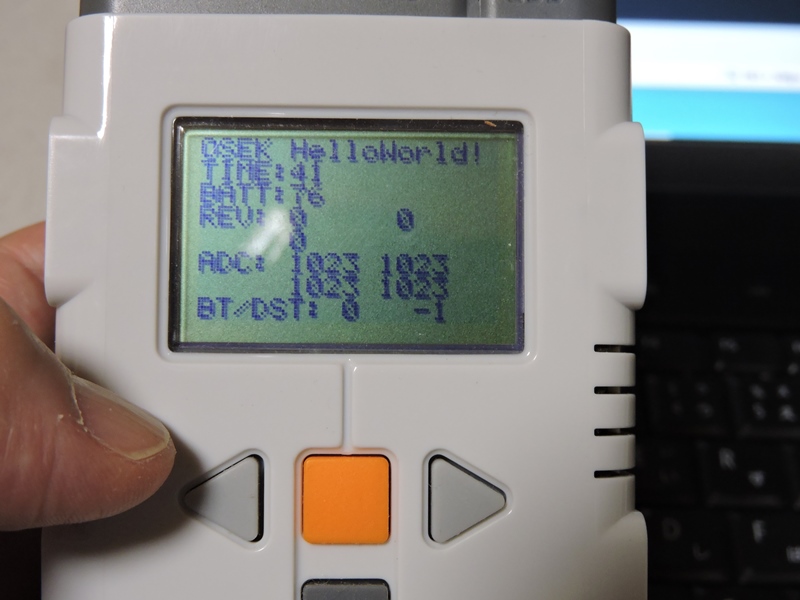 OSEK HelloWorld!
TIME:41
BATT:76
REV: 0 0
0
ADC: 1023 1023
1023 1023
BT/DST: 0 -1
R
D
F